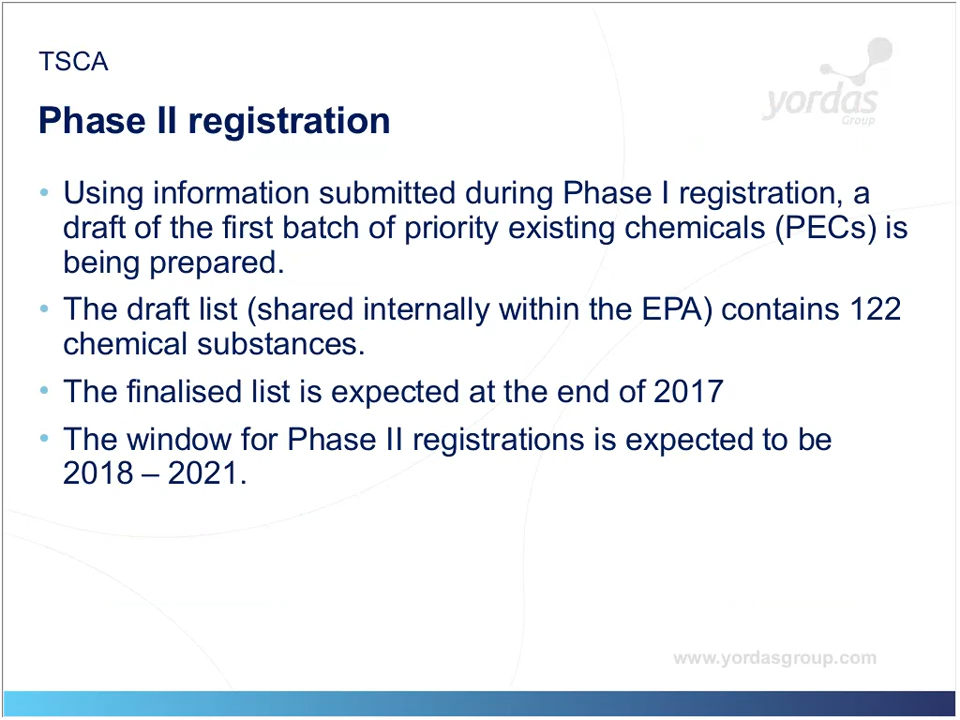 TSCA
yordas
Group
Phase II registration
• Using information submitted during Phase I registration, a
draft of the first batch of priority existing chemicals (PECs) is
being prepared.
• The draft list (shared internally within the EPA) contains 122
chemical substances.
• The finalised list is expected at the end of 2017
• The window for Phase II registrations is expected to be
2018 – 2021.
www.yordasgroup.com